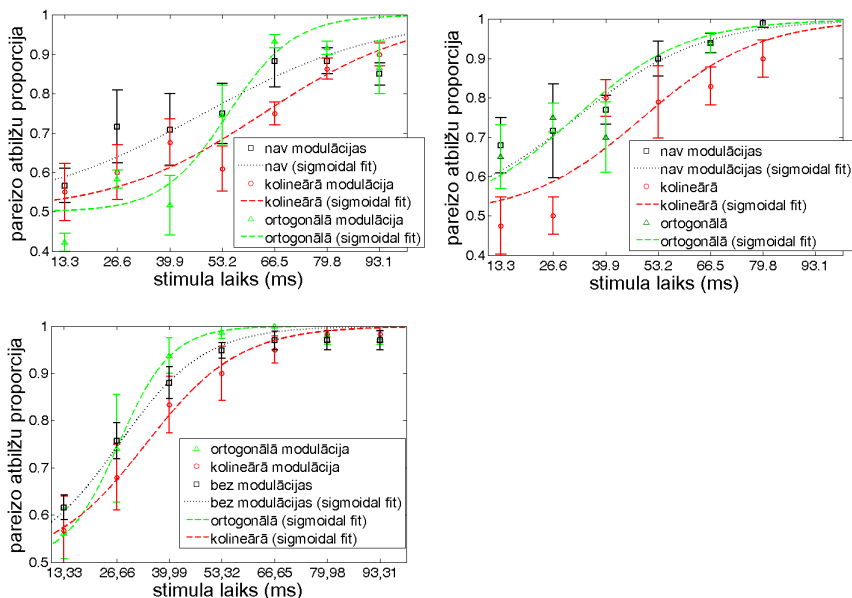 pareizo atbilžu proporcija
1
0.9
0.8
0.7
0.6
0.5
0.4
nav modulācijas
nav (sigmoidal fit)
kolineārā modulācija
kolineārā (sigmoidal fit)
ortogonālā modulācija
ortogonālā (sigmoidal fit)
13.3 26.6 39.9 53.2 66.5 79.8 93.1
stimula laiks (ms)
pareizo atbilžu proporcija
1
0.9
0.8
0.7
0.6
0.5
0.4
nav modulācijas
nav modulācijas (sigmoidal fit)
kolineārā
kolineārā (sigmoidal fit)
ortogonālā
ortogonālā (sigmoidal fit)
13.3 26.6 39.9 53.2 66.5 79.8 93.1
stimula laiks (ms)
pareizo atbilžu proporcija
1
0.9
0.8
0.7
0.6
0.5
ortogonālā modulācija
kolineārā modulācija
bez modulācijas
bez modulācijas (sigmoidal fit)
ortogonālā (sigmoidal fit)
kolineārā (sigmoidal fit)
13,33 26,66 39,99 53,32 66,65 79,98 93,31
stimula laiks (ms)